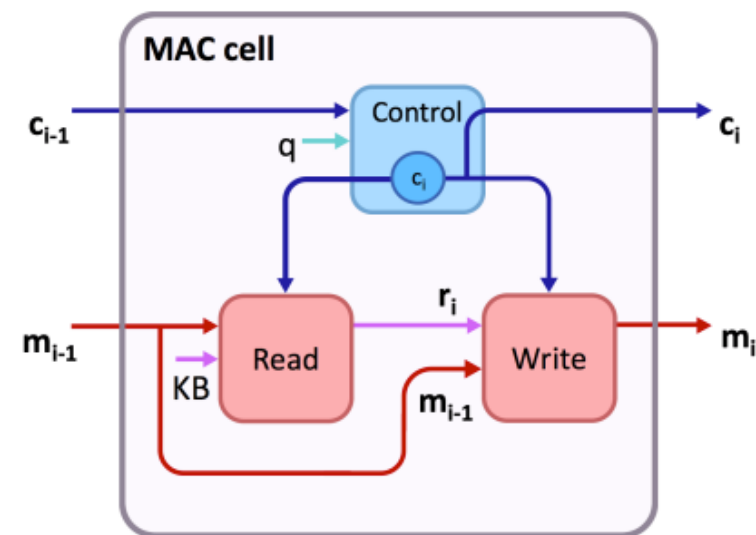 MAC cell
Control
c_{i-1}
c_i
q
c_i
r_i
m_{i-1}
Read
Write
m_i
KB
m_{i-1}